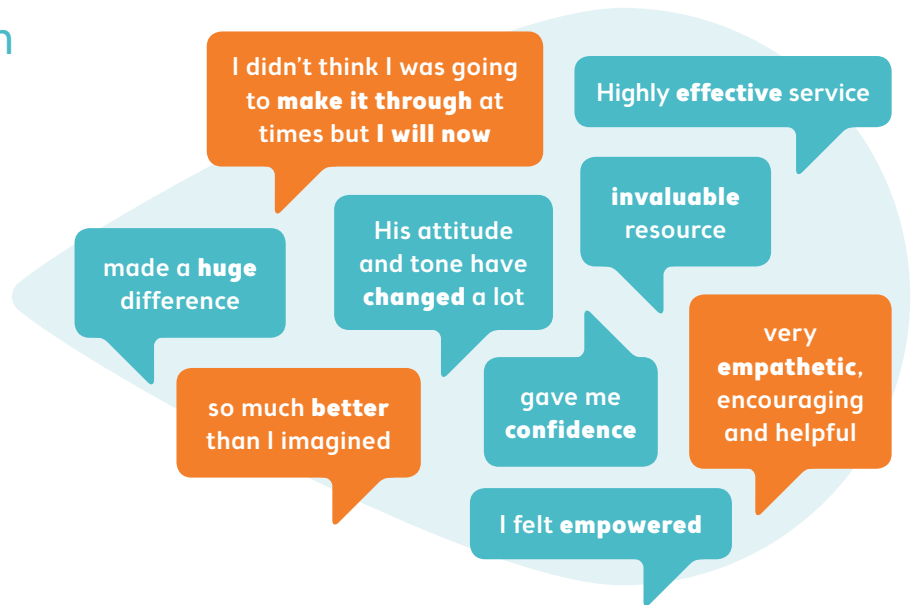 n
I didn't think I was going
to make it through at
times but I will now
Highly effective service
invaluable
resource
His attitude
and tone have
changed a lot
made a huge
difference
very
empathetic,
encouraging
and helpful
gave me
confidence
so much better
than I imagined
I felt empowered